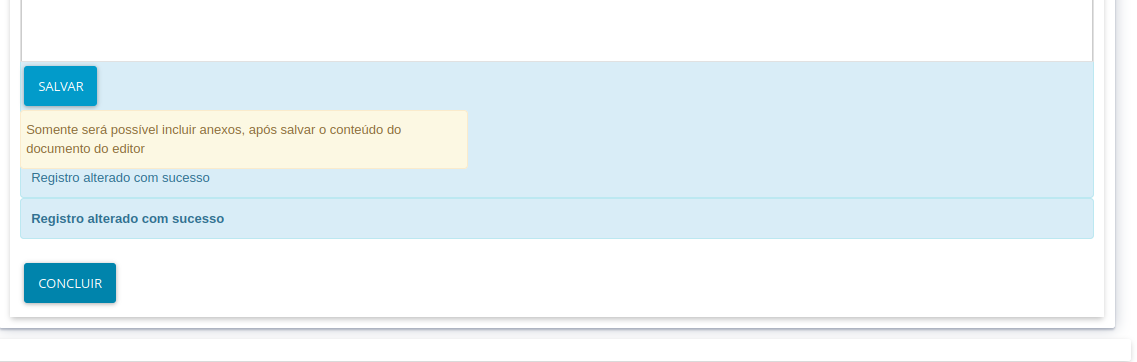 SALVAR
Somente será possível incluir anexos, após salvar o conteúdo do
documento do editor
Registro alterado com sucesso
Registro alterado com sucesso
CONCLUIR